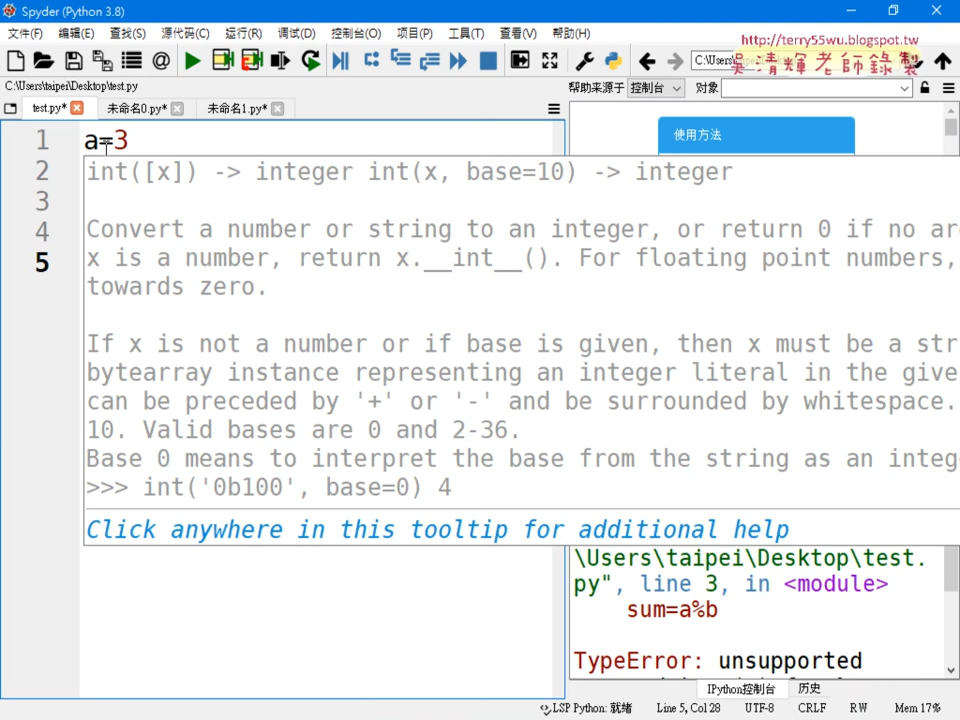 Spyder (Python 3.8)
文件(F) 编辑(E) 查找(S) 源代码(C) 运行(R) 调试(D) 控制台(O) 项目(P) 工具(T) 查看(V) 帮助(H)
http://terry55wu.blogspot.tw
吳清輝老師錄製
C:\Users\taipei\Desktop\test.py
帮助来源于 控制台 对象
test.py* 未命名0.py* 未命名1.py*
使用方法
1 a=3
2
3
4
5
int([x]) -> integer int(x, base=10) -> integer
Convert a number or string to an integer, or return 0 if no
x is a number, return x.__int__(). For floating point numbers,
towards zero.
If x is not a number or if base is given, then x must be a
bytearray instance representing an integer literal in the
can be preceded by '+' or '-' and be surrounded by whitespace.
10. Valid bases are 0 and 2-36.
Base 0 means to interpret the base from the string as an
>>> int('0b100', base=0) 4
Click anywhere in this tooltip for additional help
\Users\taipei\Desktop\test.
py", line 3, in <module>
sum=a%b
TypeError: unsupported
IPython控制台 历史
LSP Python: 就绪 Line 5, Col 28 UTF-8 CRLF RW Mem 17%